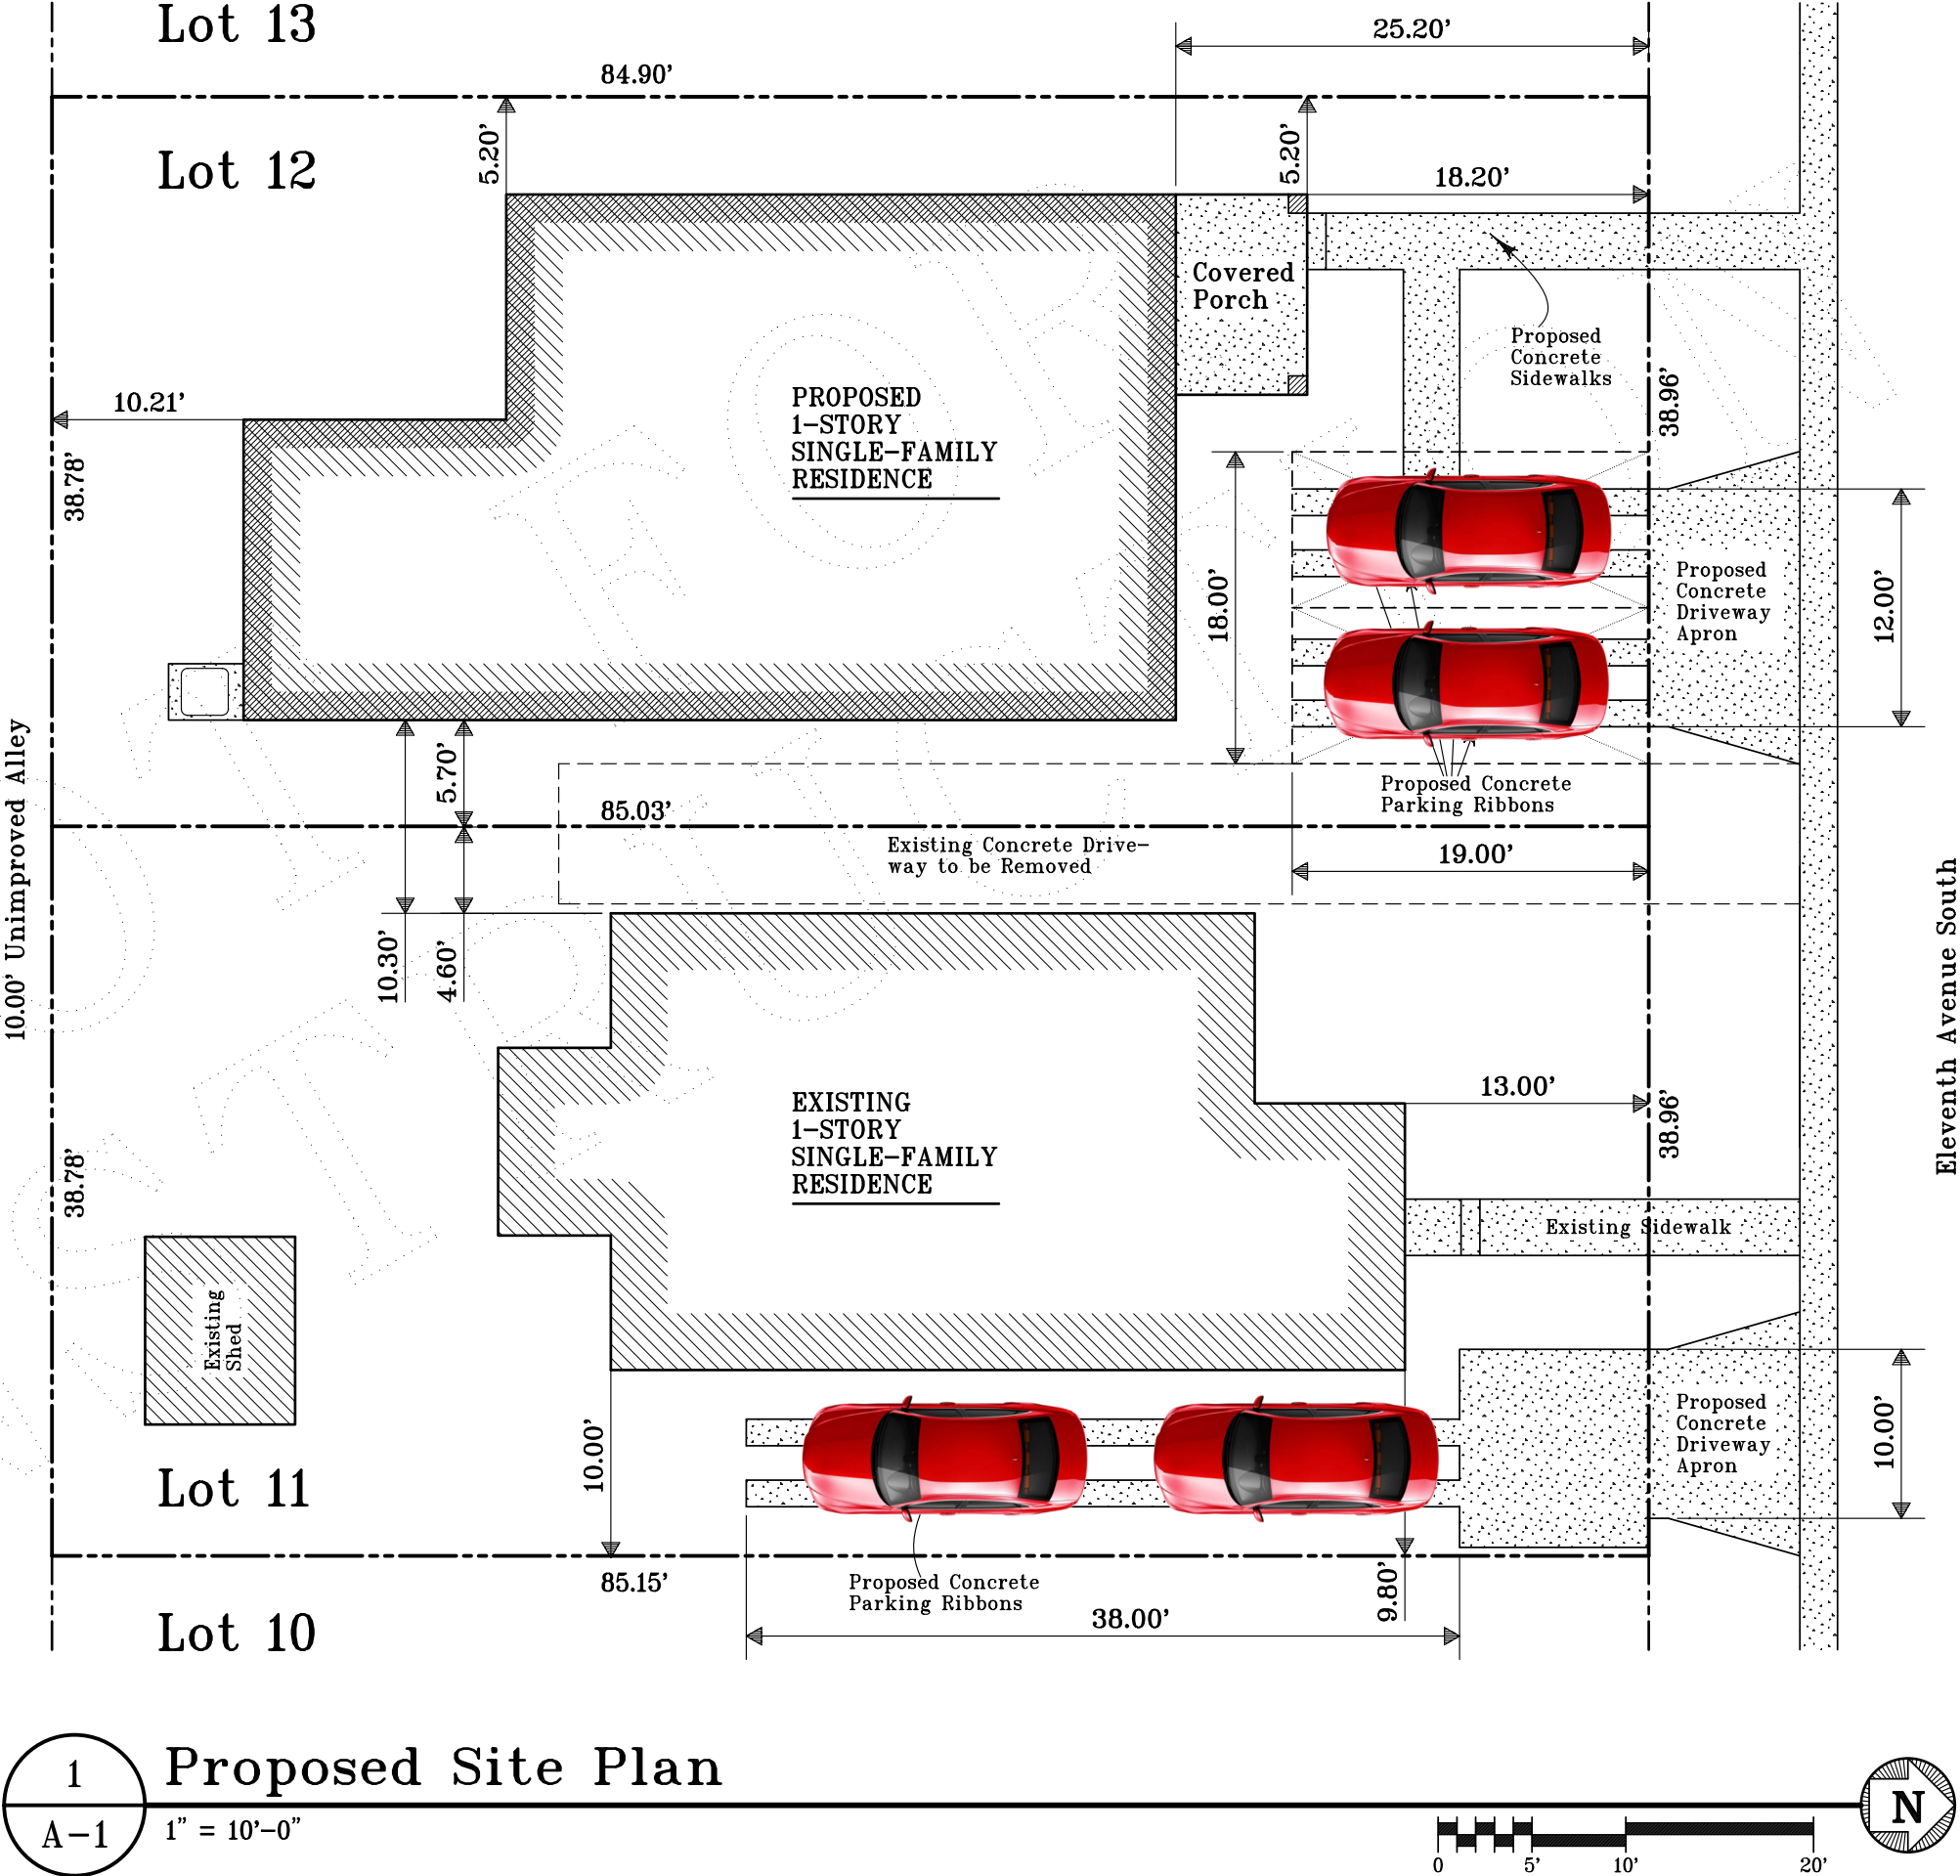 Lot 13
25.20'
84.90'
Lot 12
5.20'
5.20'
18.20'
Covered
Porch
Proposed
Concrete
Sidewalks
38.96'
10.21'
38.78'
PROPOSED
1-STORY
SINGLE-FAMILY
RESIDENCE
18.00'
Proposed
Concrete
Driveway
Apron
12.00'
10.00' Unimproved Alley
5.70'
85.03'
Proposed Concrete
Parking Ribbons
Existing Concrete Drive-
way to be Removed
19.00'
10.30'
4.60'
Eleventh Avenue South
EXISTING
1-STORY
SINGLE-FAMILY
RESIDENCE
13.00'
38.96'
38.78'
Existing Sidewalk
Existing
Shed
Proposed
Concrete
Driveway
Apron
10.00'
10.00'
Lot 11
85.15'
Proposed Concrete
Parking Ribbons
9.80'
38.00'
Lot 10
1
A-1
Proposed Site Plan
1" = 10'-0"
N
0 5' 10' 20'